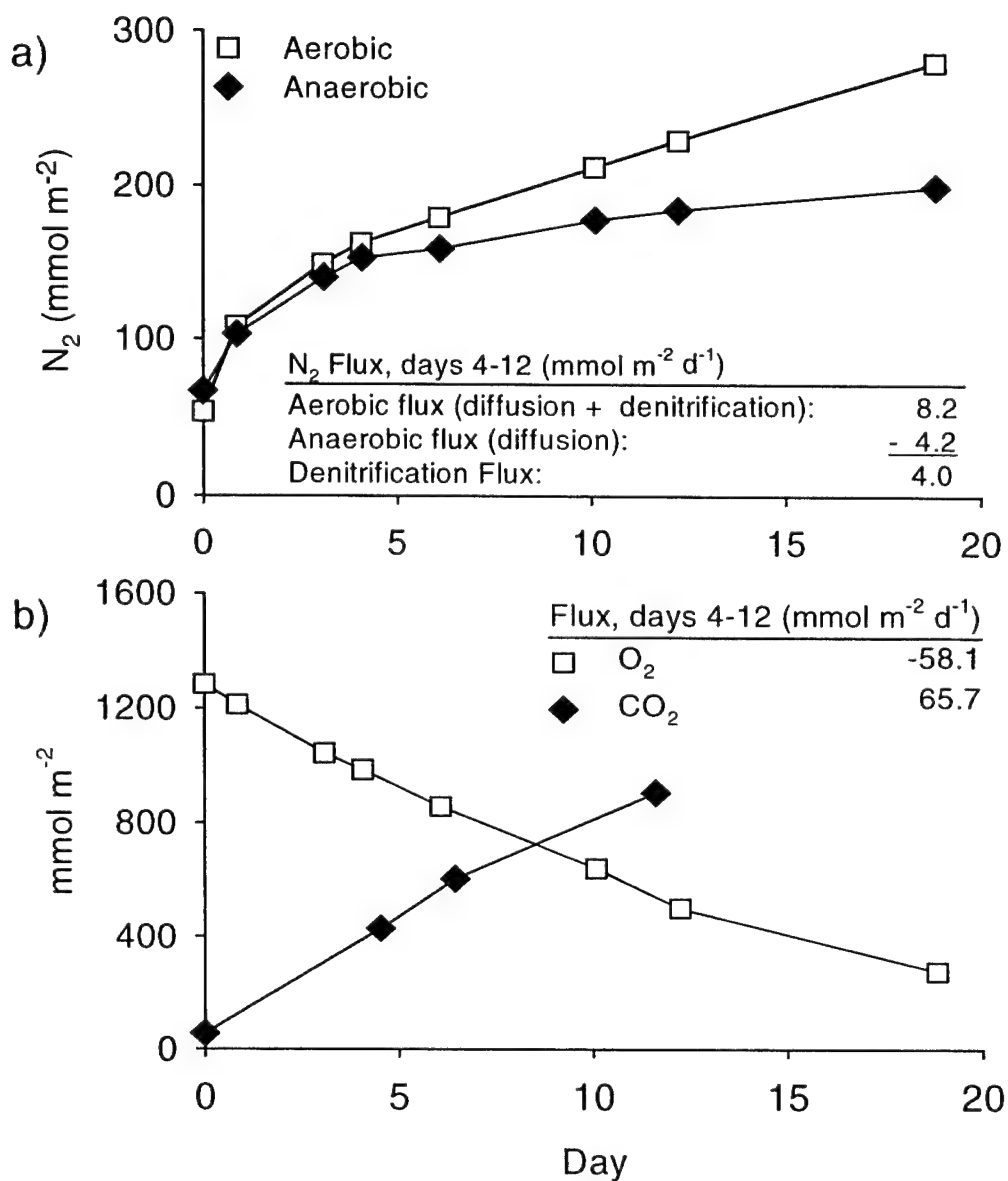 a)
300
200
100
0
N₂ (mmol m⁻²)
Aerobic
Anaerobic
N₂ Flux, days 4-12 (mmol m⁻² d⁻¹)
Aerobic flux (diffusion + denitrification): 8.2
Anaerobic flux (diffusion): - 4.2
Denitrification Flux: 4.0
0 5 10 15 20
b)
1600
1200
800
400
0
mmol m⁻²
Flux, days 4-12 (mmol m⁻² d⁻¹)
O₂ -58.1
CO₂ 65.7
0 5 10 15 20
Day